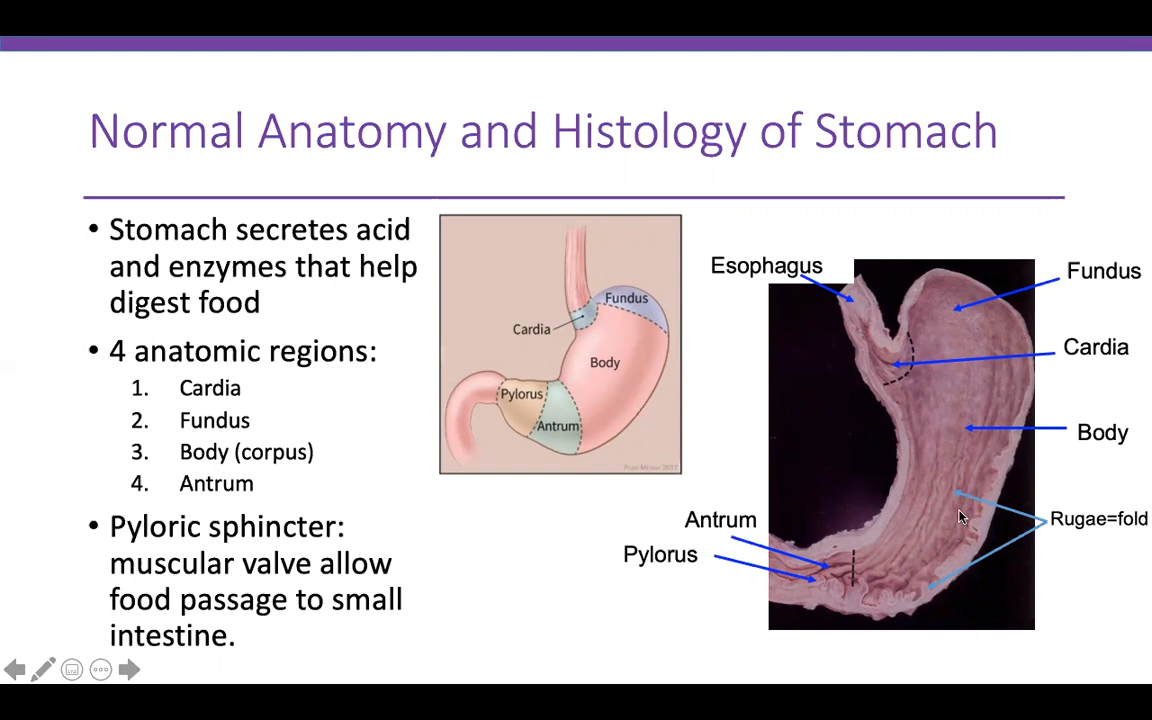 Normal Anatomy and Histology of Stomach
• Stomach secretes acid
and enzymes that help
digest food
• 4 anatomic regions:
1. Cardia
2. Fundus
3. Body (corpus)
4. Antrum
• Pyloric sphincter:
muscular valve allow
food passage to small
intestine.
Fundus
Cardia
Body
Pylorus
Antrum
Esophagus
Fundus
Cardia
Body
Antrum
Pylorus
Rugae=fold